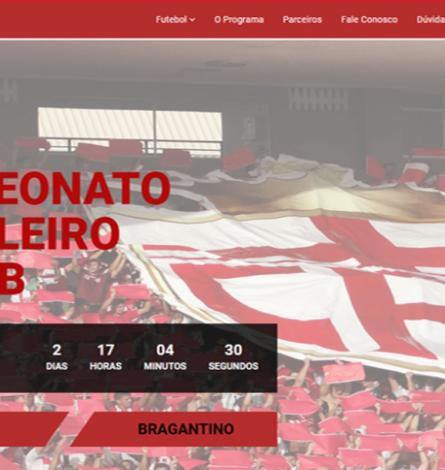 Futebol O Programa Parceiros Fale Conosco Dúvida
EONATO
LEIRO
B
2 17 04 30
DIAS HORAS MINUTOS SEGUNDOS
BRAGANTINO